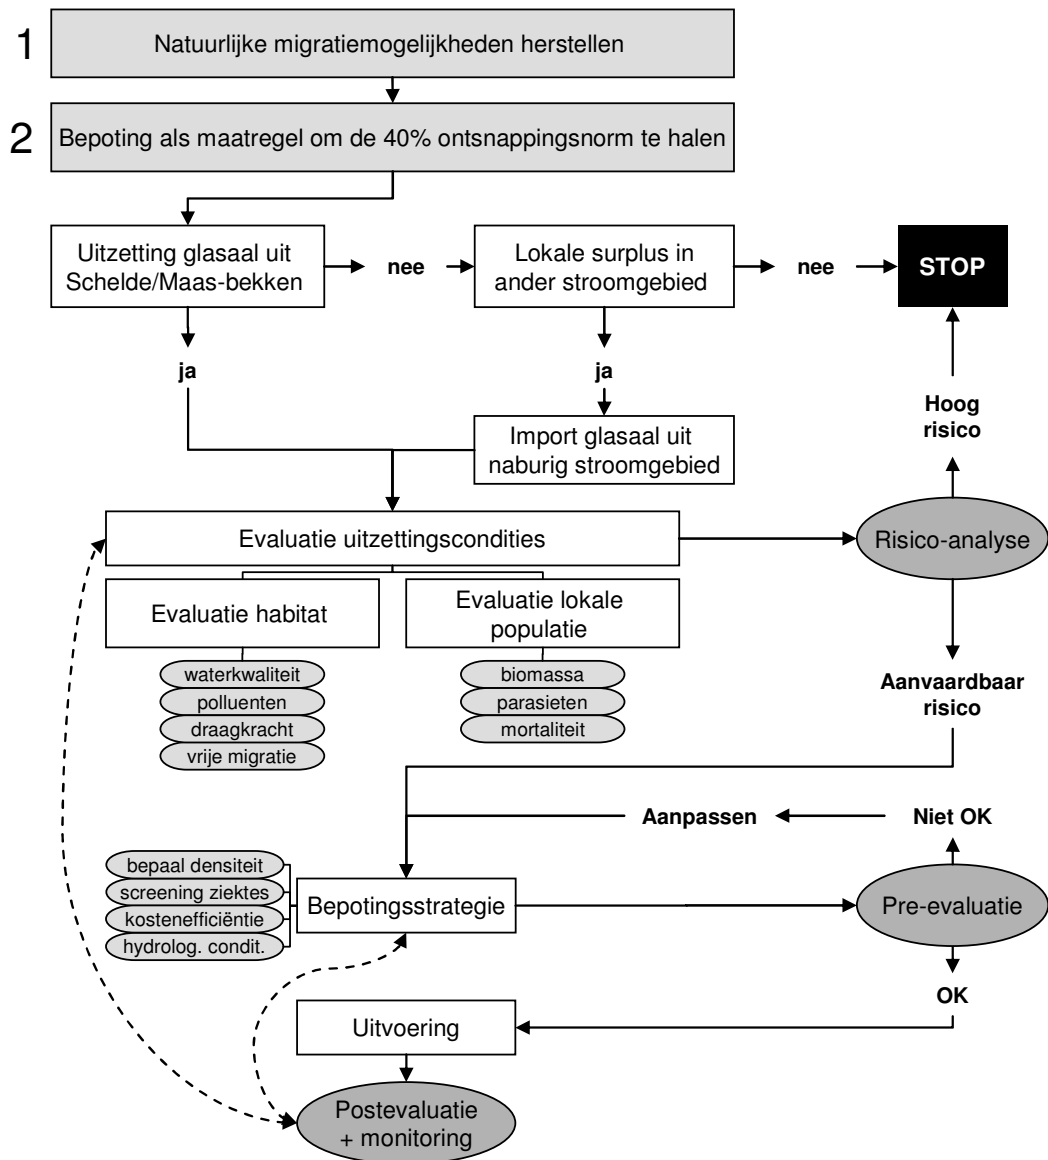 1
Natuurlijke migratiemogelijkheden herstellen
2
Bepoting als maatregel om de 40% ontsnappingsnorm te halen
Uitzetting glasaal uit
Schelde/Maas-bekken
nee
Lokale surplus in
ander stroomgebied
nee
STOP
ja
ja
Hoog
risico
Import glasaal uit
naburig stroomgebied
Evaluatie uitzettingscondities
Risico-analyse
Evaluatie habitat
Evaluatie lokale
populatie
waterkwaliteit
polluenten
draagkracht
vrije migratie
biomassa
parasieten
mortaliteit
Aanvaardbaar
risico
Aanpassen
Niet OK
bepaal densiteit
screening ziektes
kostenefficiëntie
hydrolog. condit.
Bepotingsstrategie
Pre-evaluatie
OK
Uitvoering
Postevaluatie
+ monitoring